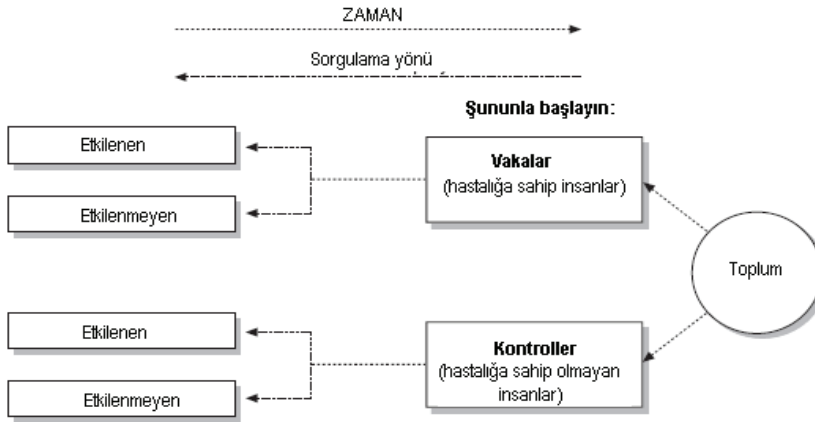 ZAMAN
Sorgulama yönü
Şununla başlayın:
Etkilenen
Vakalar
(hastalığa sahip insanlar)
Etkilenmeyen
Toplum
Etkilenen
Kontroller
(hastalığa sahip olmayan
insanlar)
Etkilenmeyen